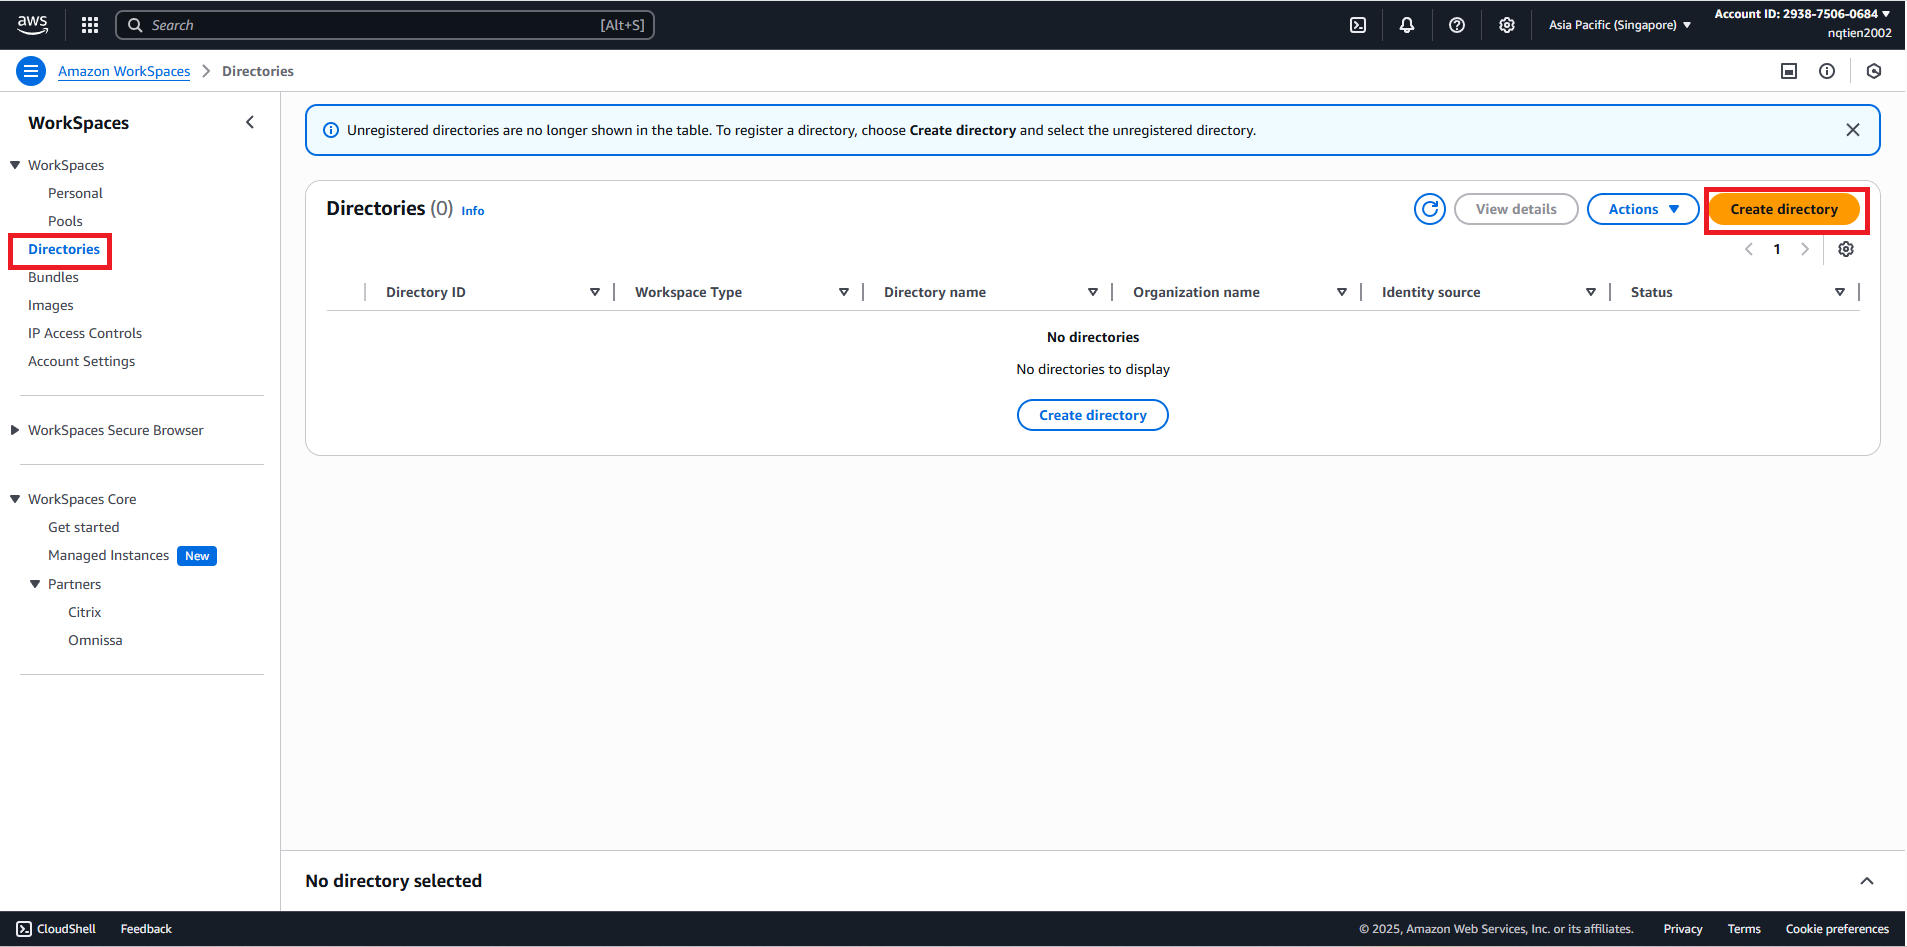 aws
Search [Alt+S]
Asia Pacific (Singapore)
Account ID: 2938-7506-0684
nqtien2002
Amazon WorkSpaces Directories
WorkSpaces
WorkSpaces
Personal
Pools
Directories
Bundles
Images
IP Access Controls
Account Settings
WorkSpaces Secure Browser
WorkSpaces Core
Get started
Managed Instances New
Partners
Citrix
Omnissa
Unregistered directories are no longer shown in the table. To register a directory, choose Create directory and select the unregistered directory.
Directories (0) Info
View details
Actions
Create directory
1
Directory ID Workspace Type Directory name Organization name Identity source Status
No directories
No directories to display
Create directory
No directory selected
CloudShell Feedback © 2025, Amazon Web Services, Inc. or its affiliates. Privacy Terms Cookie preferences